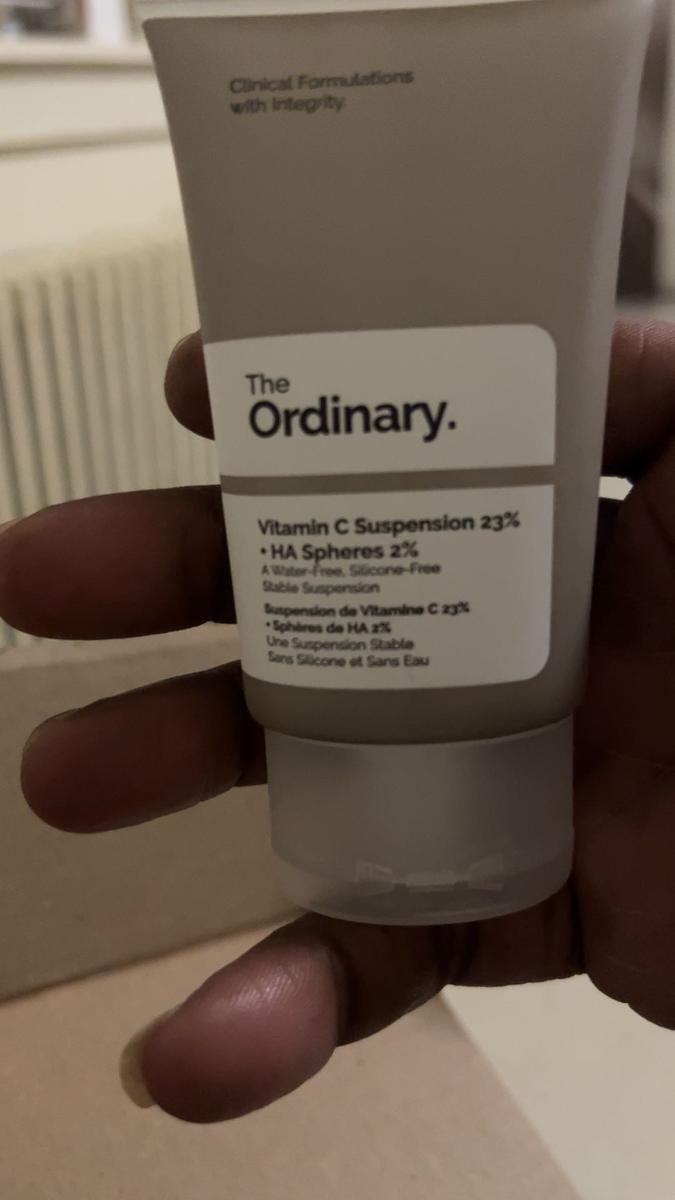 Clinical Formulations
with Integrity.
The
Ordinary.
Vitamin C Suspension 23%
• HA Spheres 2%
A Water-Free, Silicone-Free
Stable Suspension
Suspension de Vitamine C 23%
• Sphères de HA 2%
Une Suspension Stable
Sans Silicone et Sans Eau